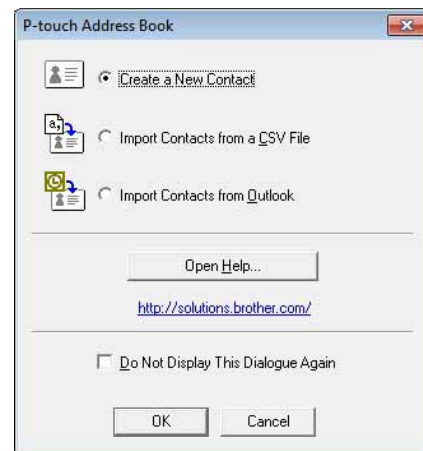 P-touch Address Book
Create a New Contact
a,
Import Contacts from a CSV File
Import Contacts from Outlook
Open Help...
http://solutions.brother.com/
Do Not Display This Dialogue Again
OK
Cancel